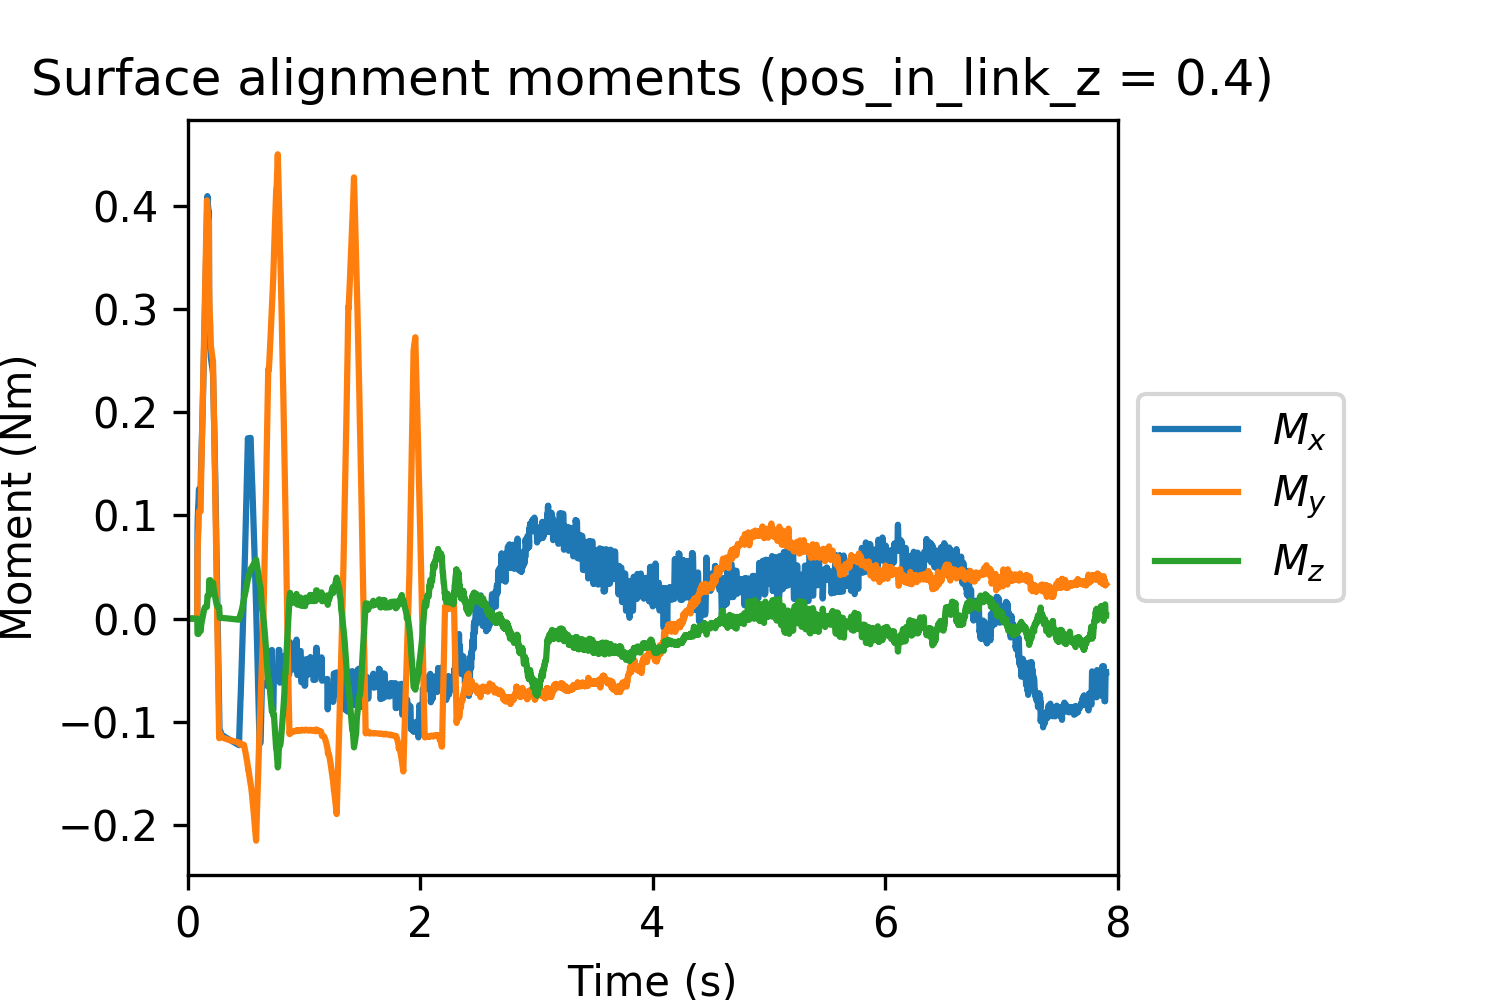 Surface alignment moments (pos_in_link_z = 0.4)
Moment (Nm)
0.4
0.3
0.2
0.1
0.0
−0.1
−0.2
0 2 4 6 8
Time (s)
Mₓ
M_y
M_z